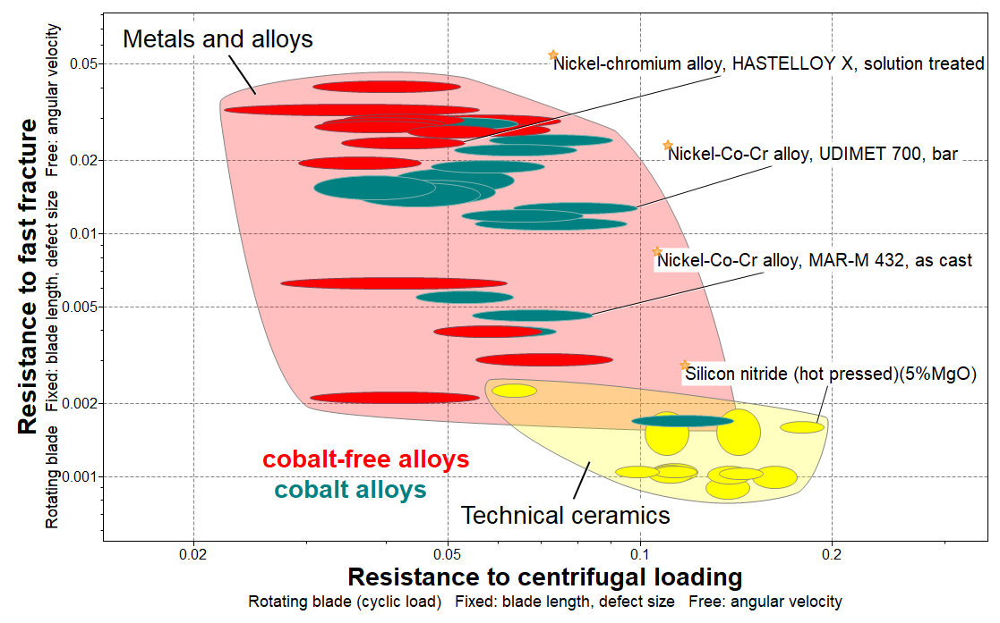 Metals and alloys
Nickel-chromium alloy, HASTELLOY X, solution treated
Nickel-Co-Cr alloy, UDIMET 700, bar
Nickel-Co-Cr alloy, MAR-M 432, as cast
Silicon nitride (hot pressed)(5%MgO)
cobalt-free alloys
cobalt alloys
Technical ceramics
Resistance to fast fracture
Rotating blade Fixed: blade length, defect size Free: angular velocity
0.05
0.02
0.01
0.005
0.002
0.001
0.02 0.05 0.1 0.2
Resistance to centrifugal loading
Rotating blade (cyclic load) Fixed: blade length, defect size Free: angular velocity